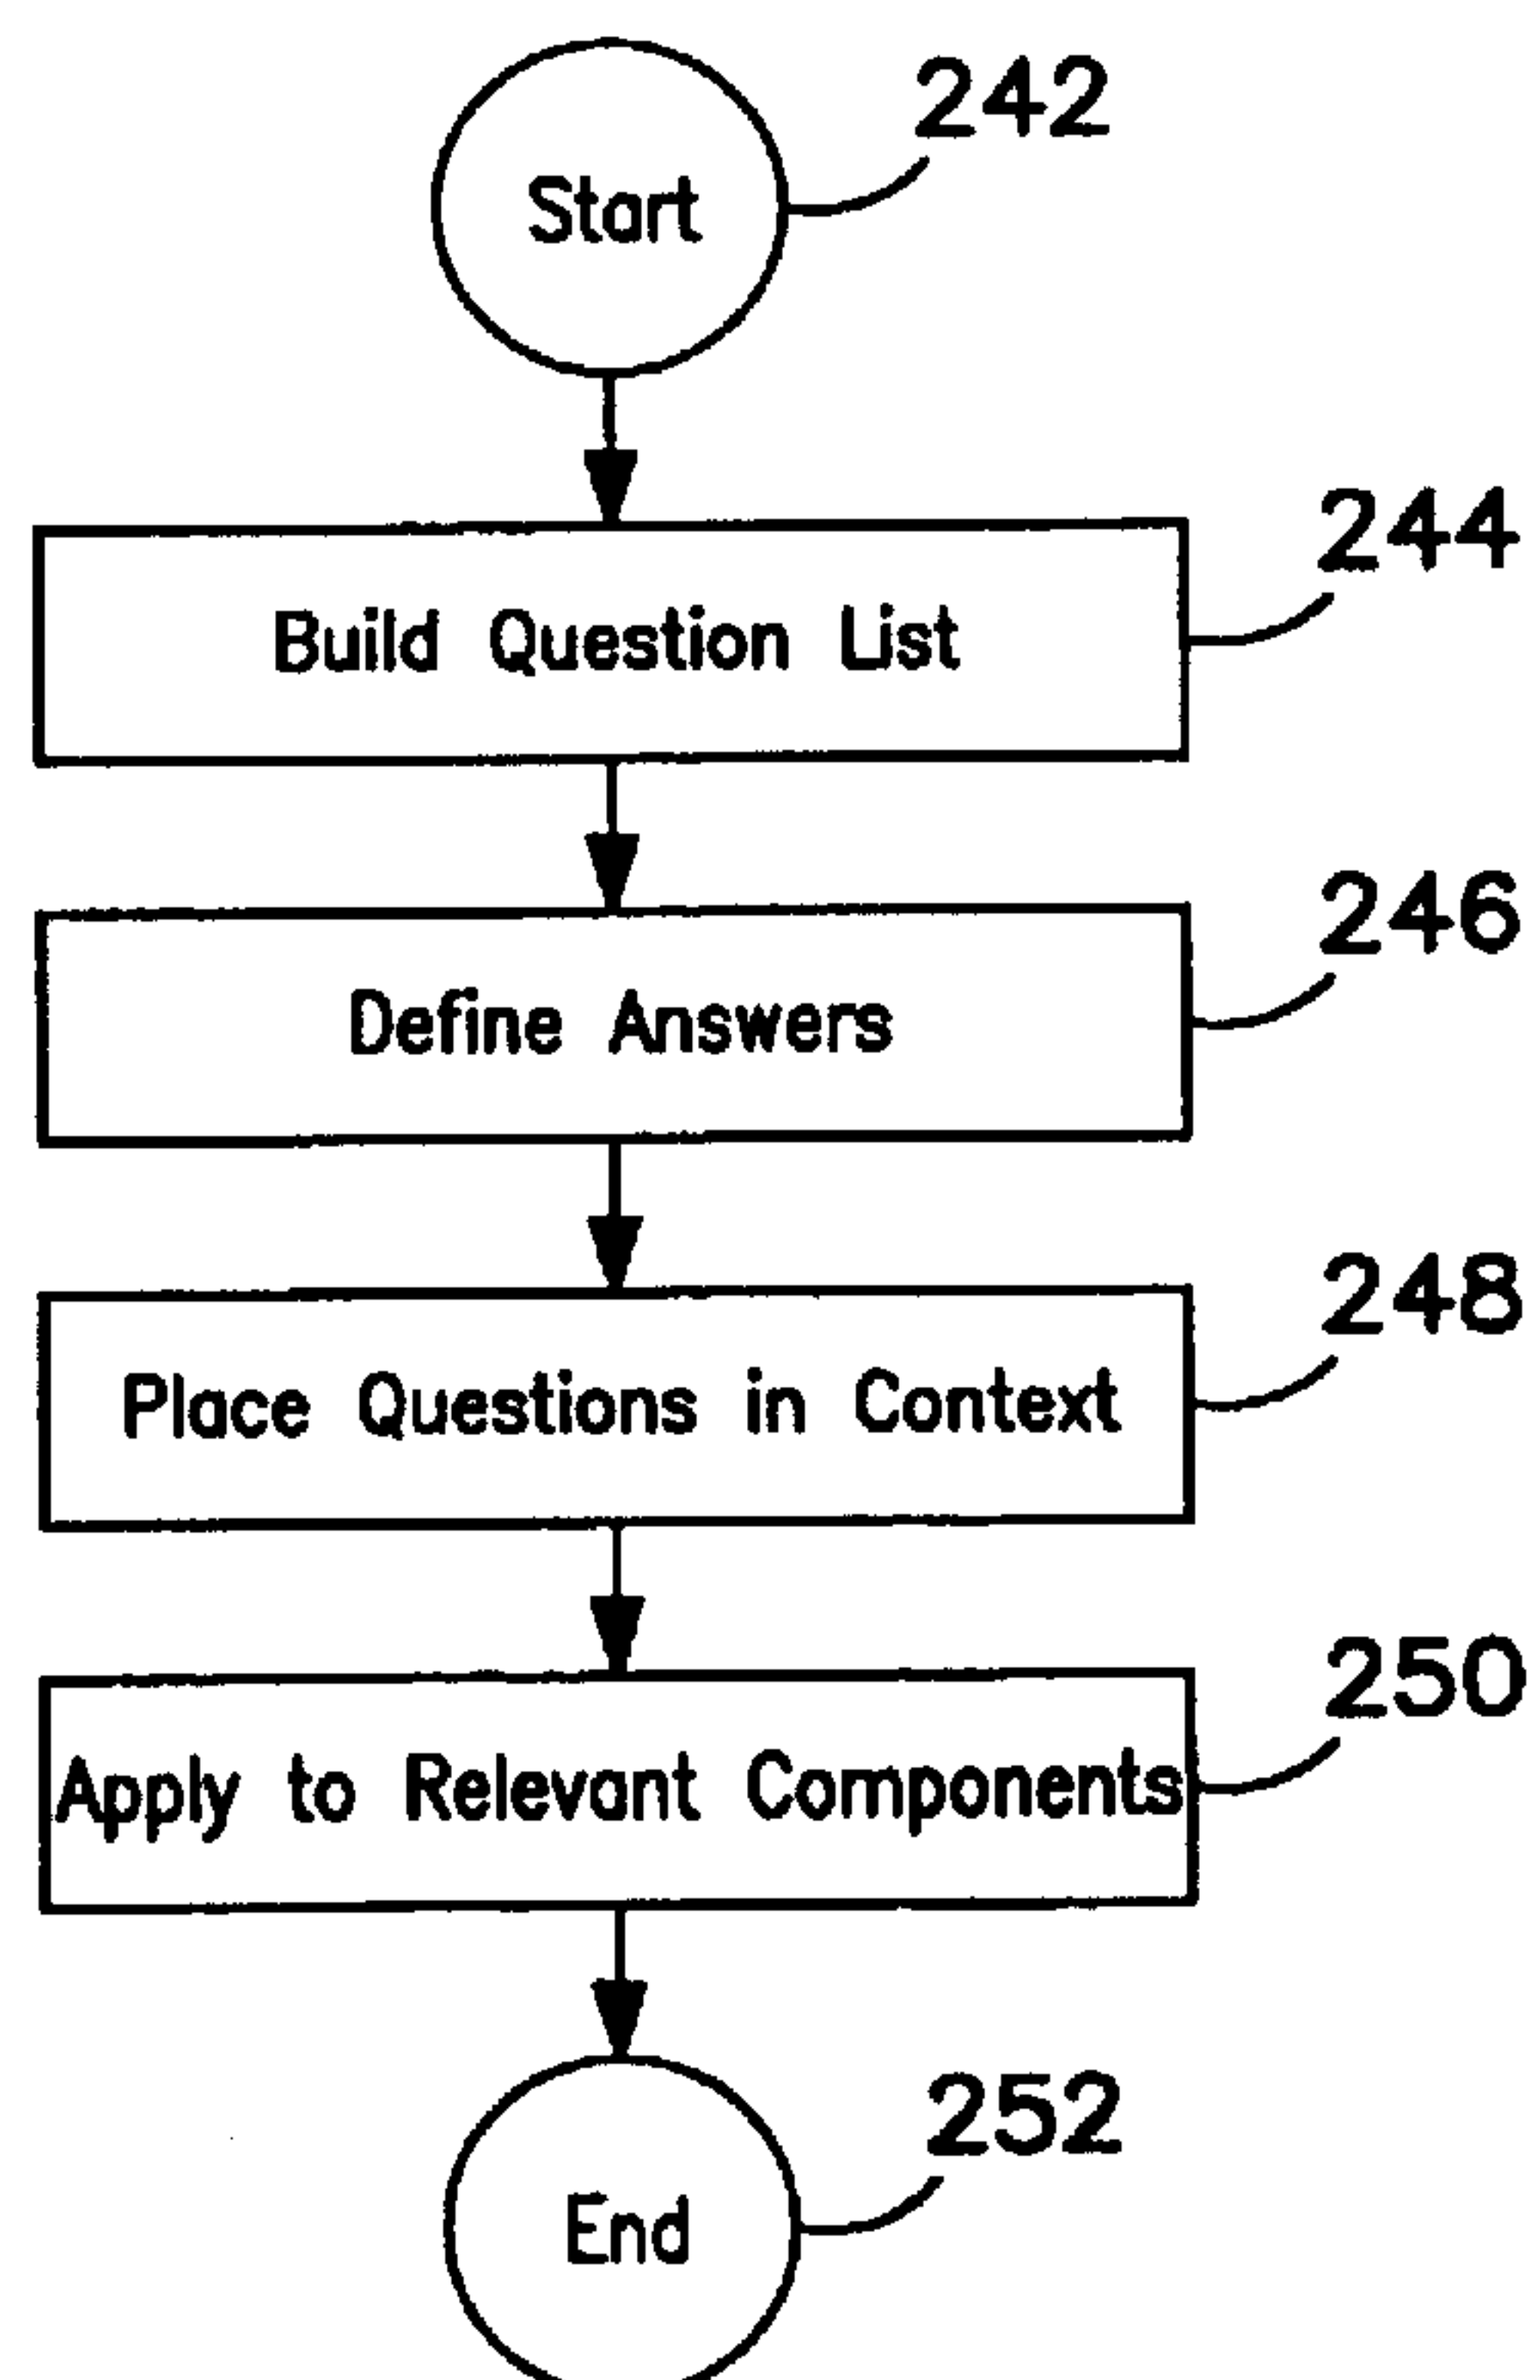 242
Start
244
Build Question List
246
Define Answers
248
Place Questions in Context
250
Apply to Relevant Components
252
End